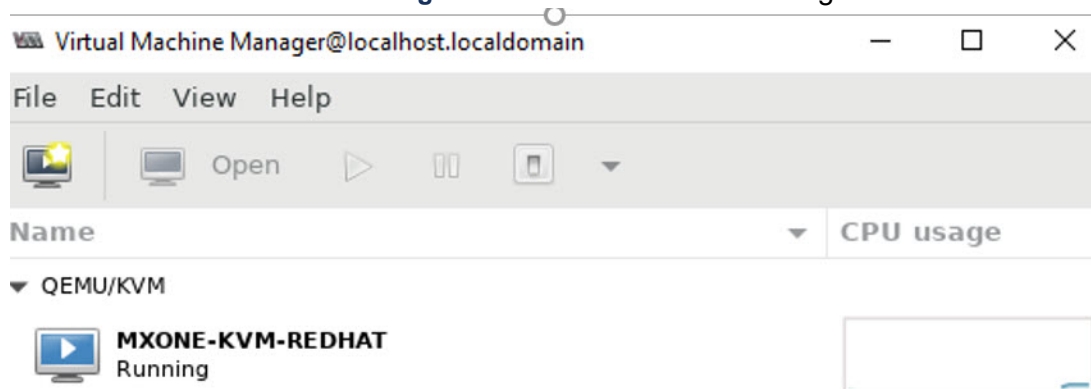 Virtual Machine Manager@localhost.localdomain
File Edit View Help
Open
Name CPU usage
QEMU/KVM
MXONE-KVM-REDHAT
Running